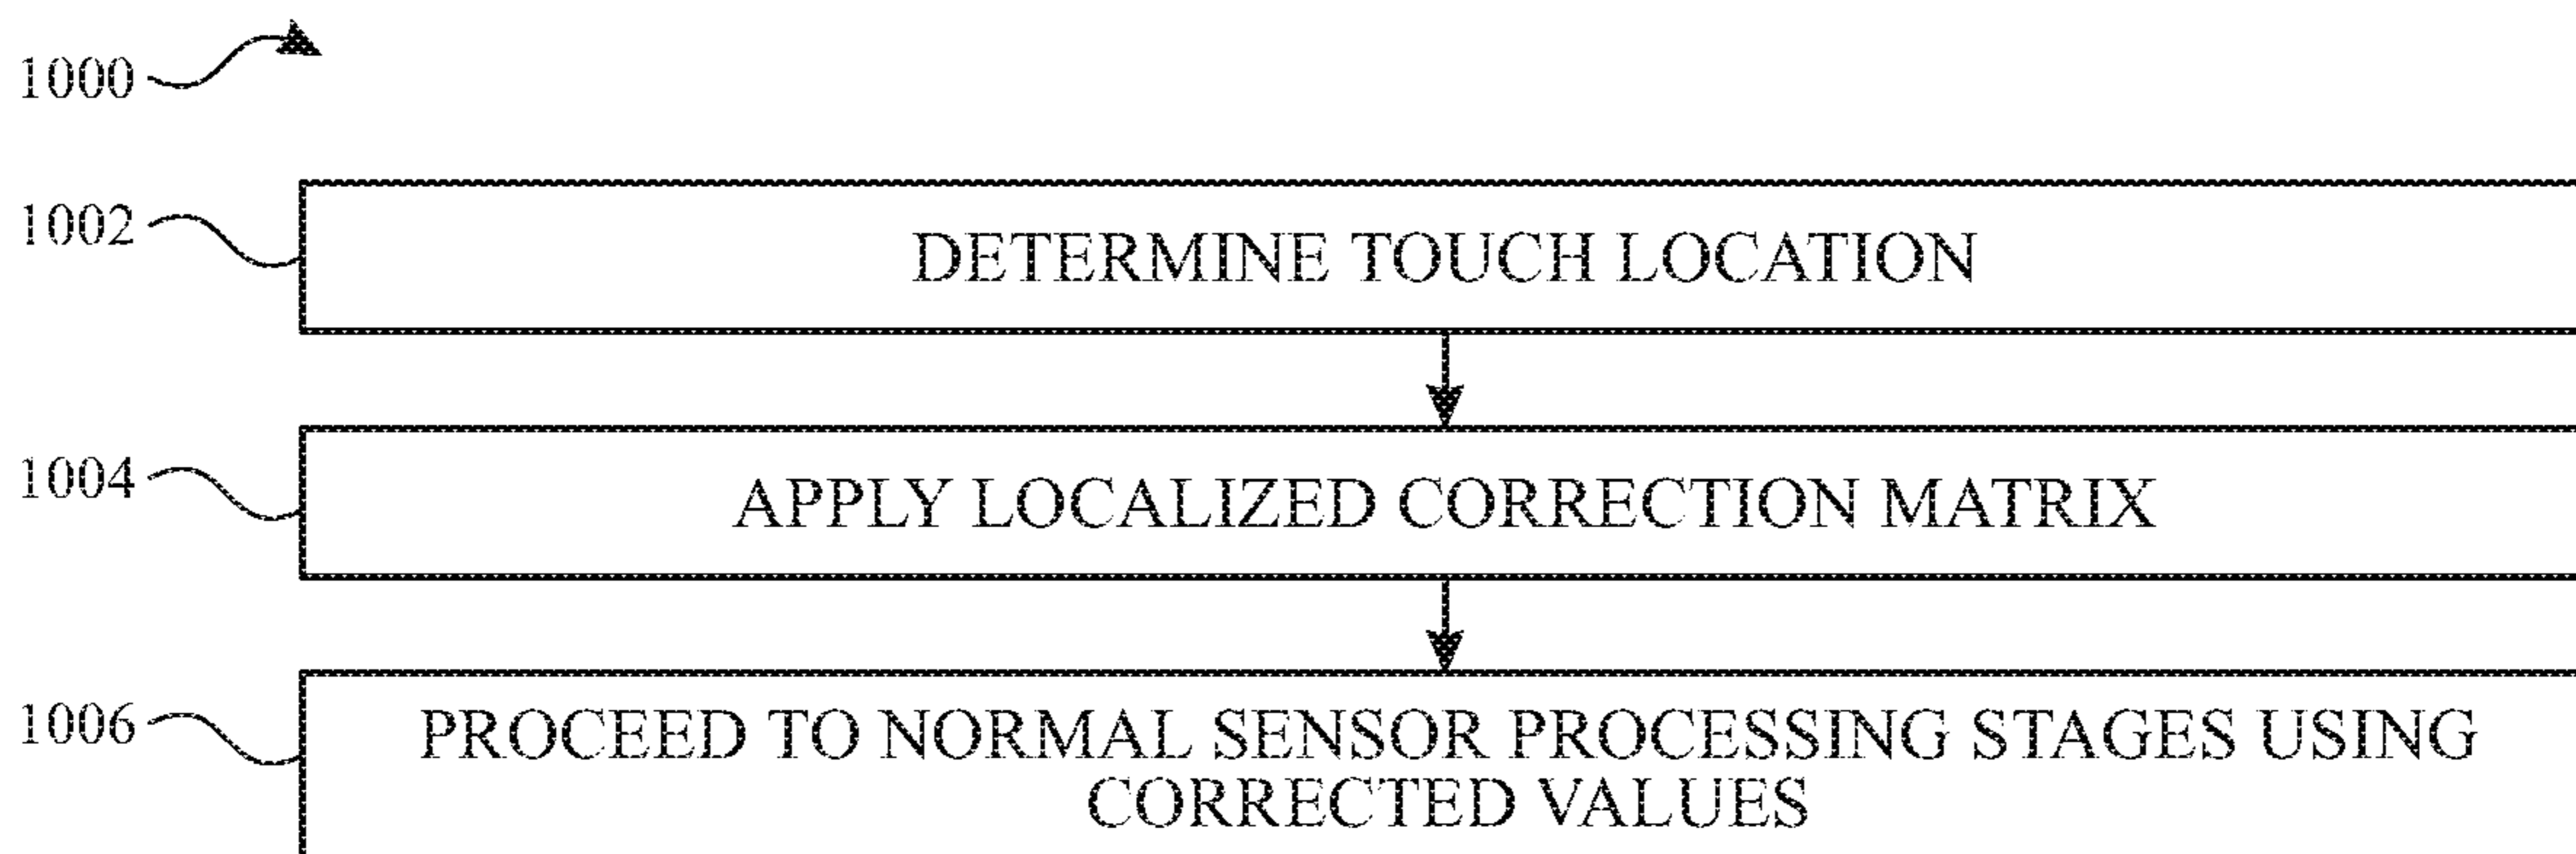 1000
1002
DETERMINE TOUCH LOCATION
1004
APPLY LOCALIZED CORRECTION MATRIX
1006
PROCEED TO NORMAL SENSOR PROCESSING STAGES USING
CORRECTED VALUES